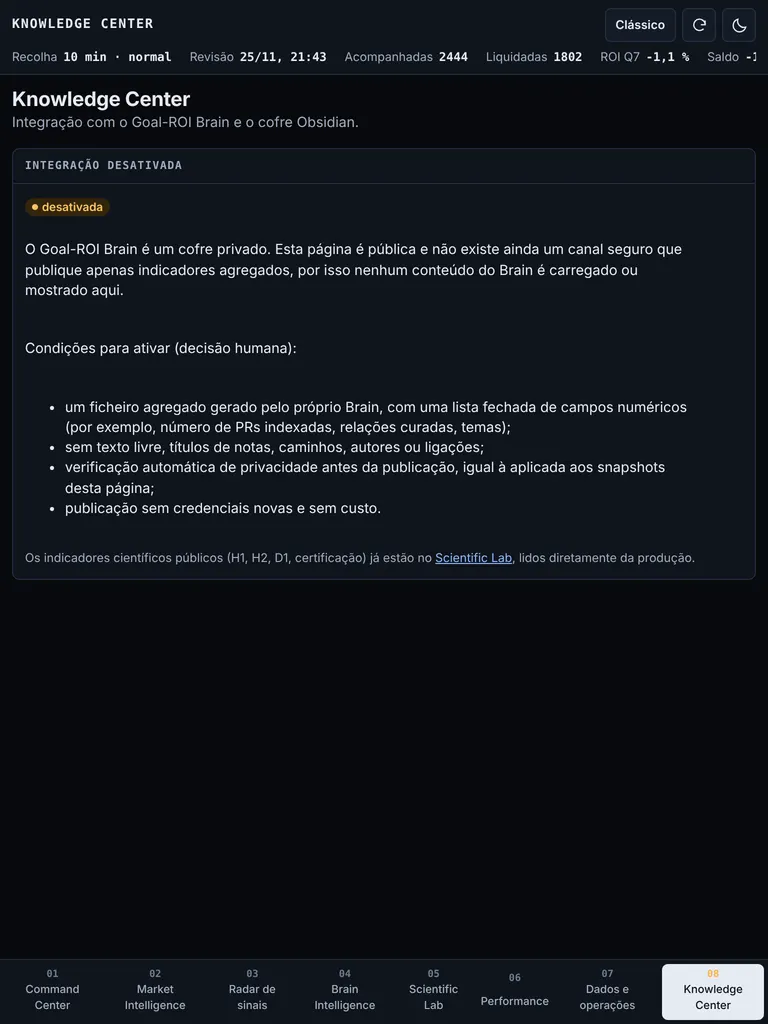 KNOWLEDGE CENTER
Clássico
Recolha 10 min · normal Revisão 25/11, 21:43 Acompanhadas 2444 Liquidadas 1802 ROI Q7 -1,1 % Saldo
Knowledge Center
Integração com o Goal-ROI Brain e o cofre Obsidian.
INTEGRAÇÃO DESATIVADA
desativada
O Goal-ROI Brain é um cofre privado. Esta página é pública e não existe ainda um canal seguro que
publique apenas indicadores agregados, por isso nenhum conteúdo do Brain é carregado ou
mostrado aqui.
Condições para ativar (decisão humana):
• um ficheiro agregado gerado pelo próprio Brain, com uma lista fechada de campos numéricos
(por exemplo, número de PRs indexadas, relações curadas, temas);
• sem texto livre, títulos de notas, caminhos, autores ou ligações;
• verificação automática de privacidade antes da publicação, igual à aplicada aos snapshots
desta página;
• publicação sem credenciais novas e sem custo.
Os indicadores científicos públicos (H1, H2, D1, certificação) já estão no Scientific Lab, lidos diretamente da produção.
01
Command
Center
02
Market
Intelligence
03
Radar de
sinais
04
Brain
Intelligence
05
Scientific
Lab
06
Performance
07
Dados e
operações
08
Knowledge
Center